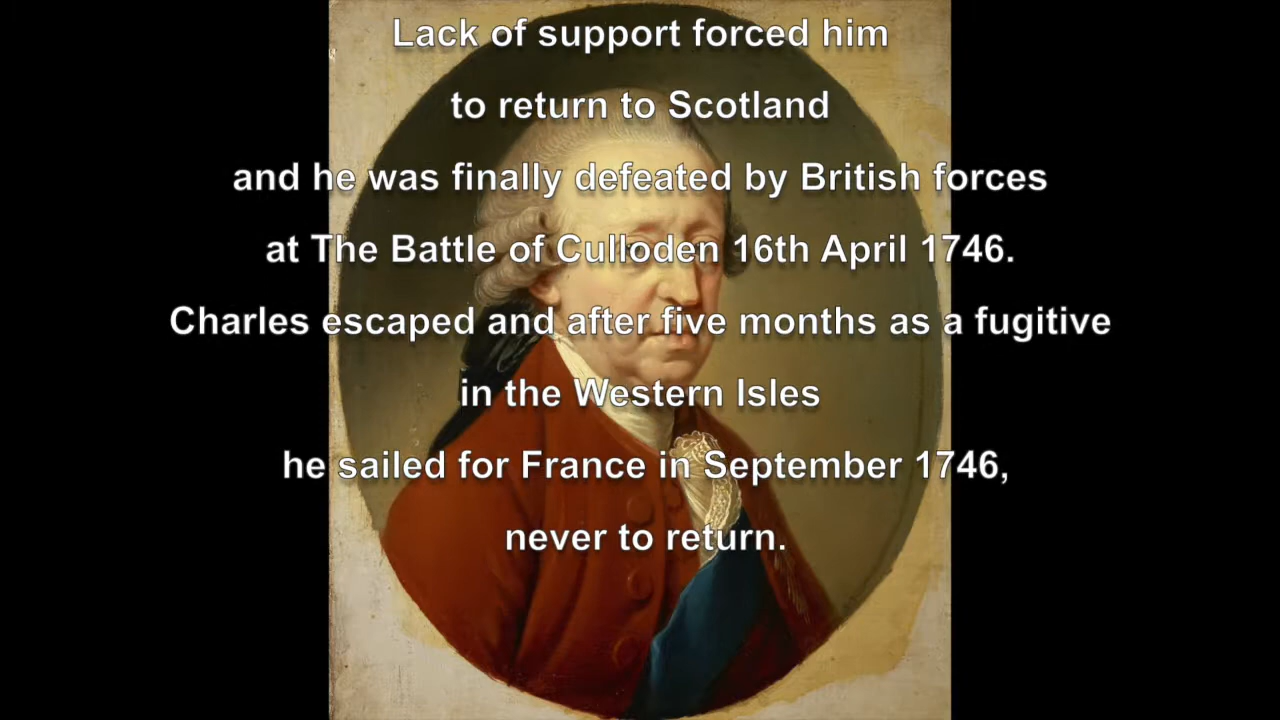 Lack of support forced him
to return to Scotland
and he was finally defeated by British forces
at The Battle of Culloden 16th April 1746.
Charles escaped and after five months as a fugitive
in the Western Isles
he sailed for France in September 1746,
never to return.